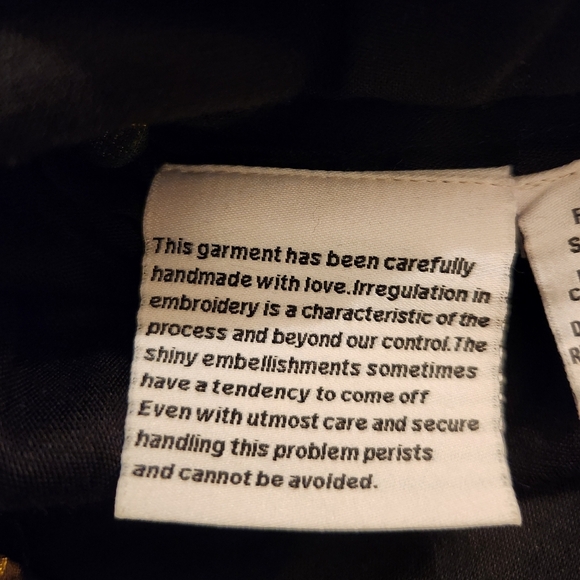 This garment has been carefully
handmade with love.Irregulation in
embroidery is a characteristic of the
process and beyond our control.The
shiny embellishments sometimes
have a tendency to come off
Even with utmost care and secure
handling this problem perists
and cannot be avoided.